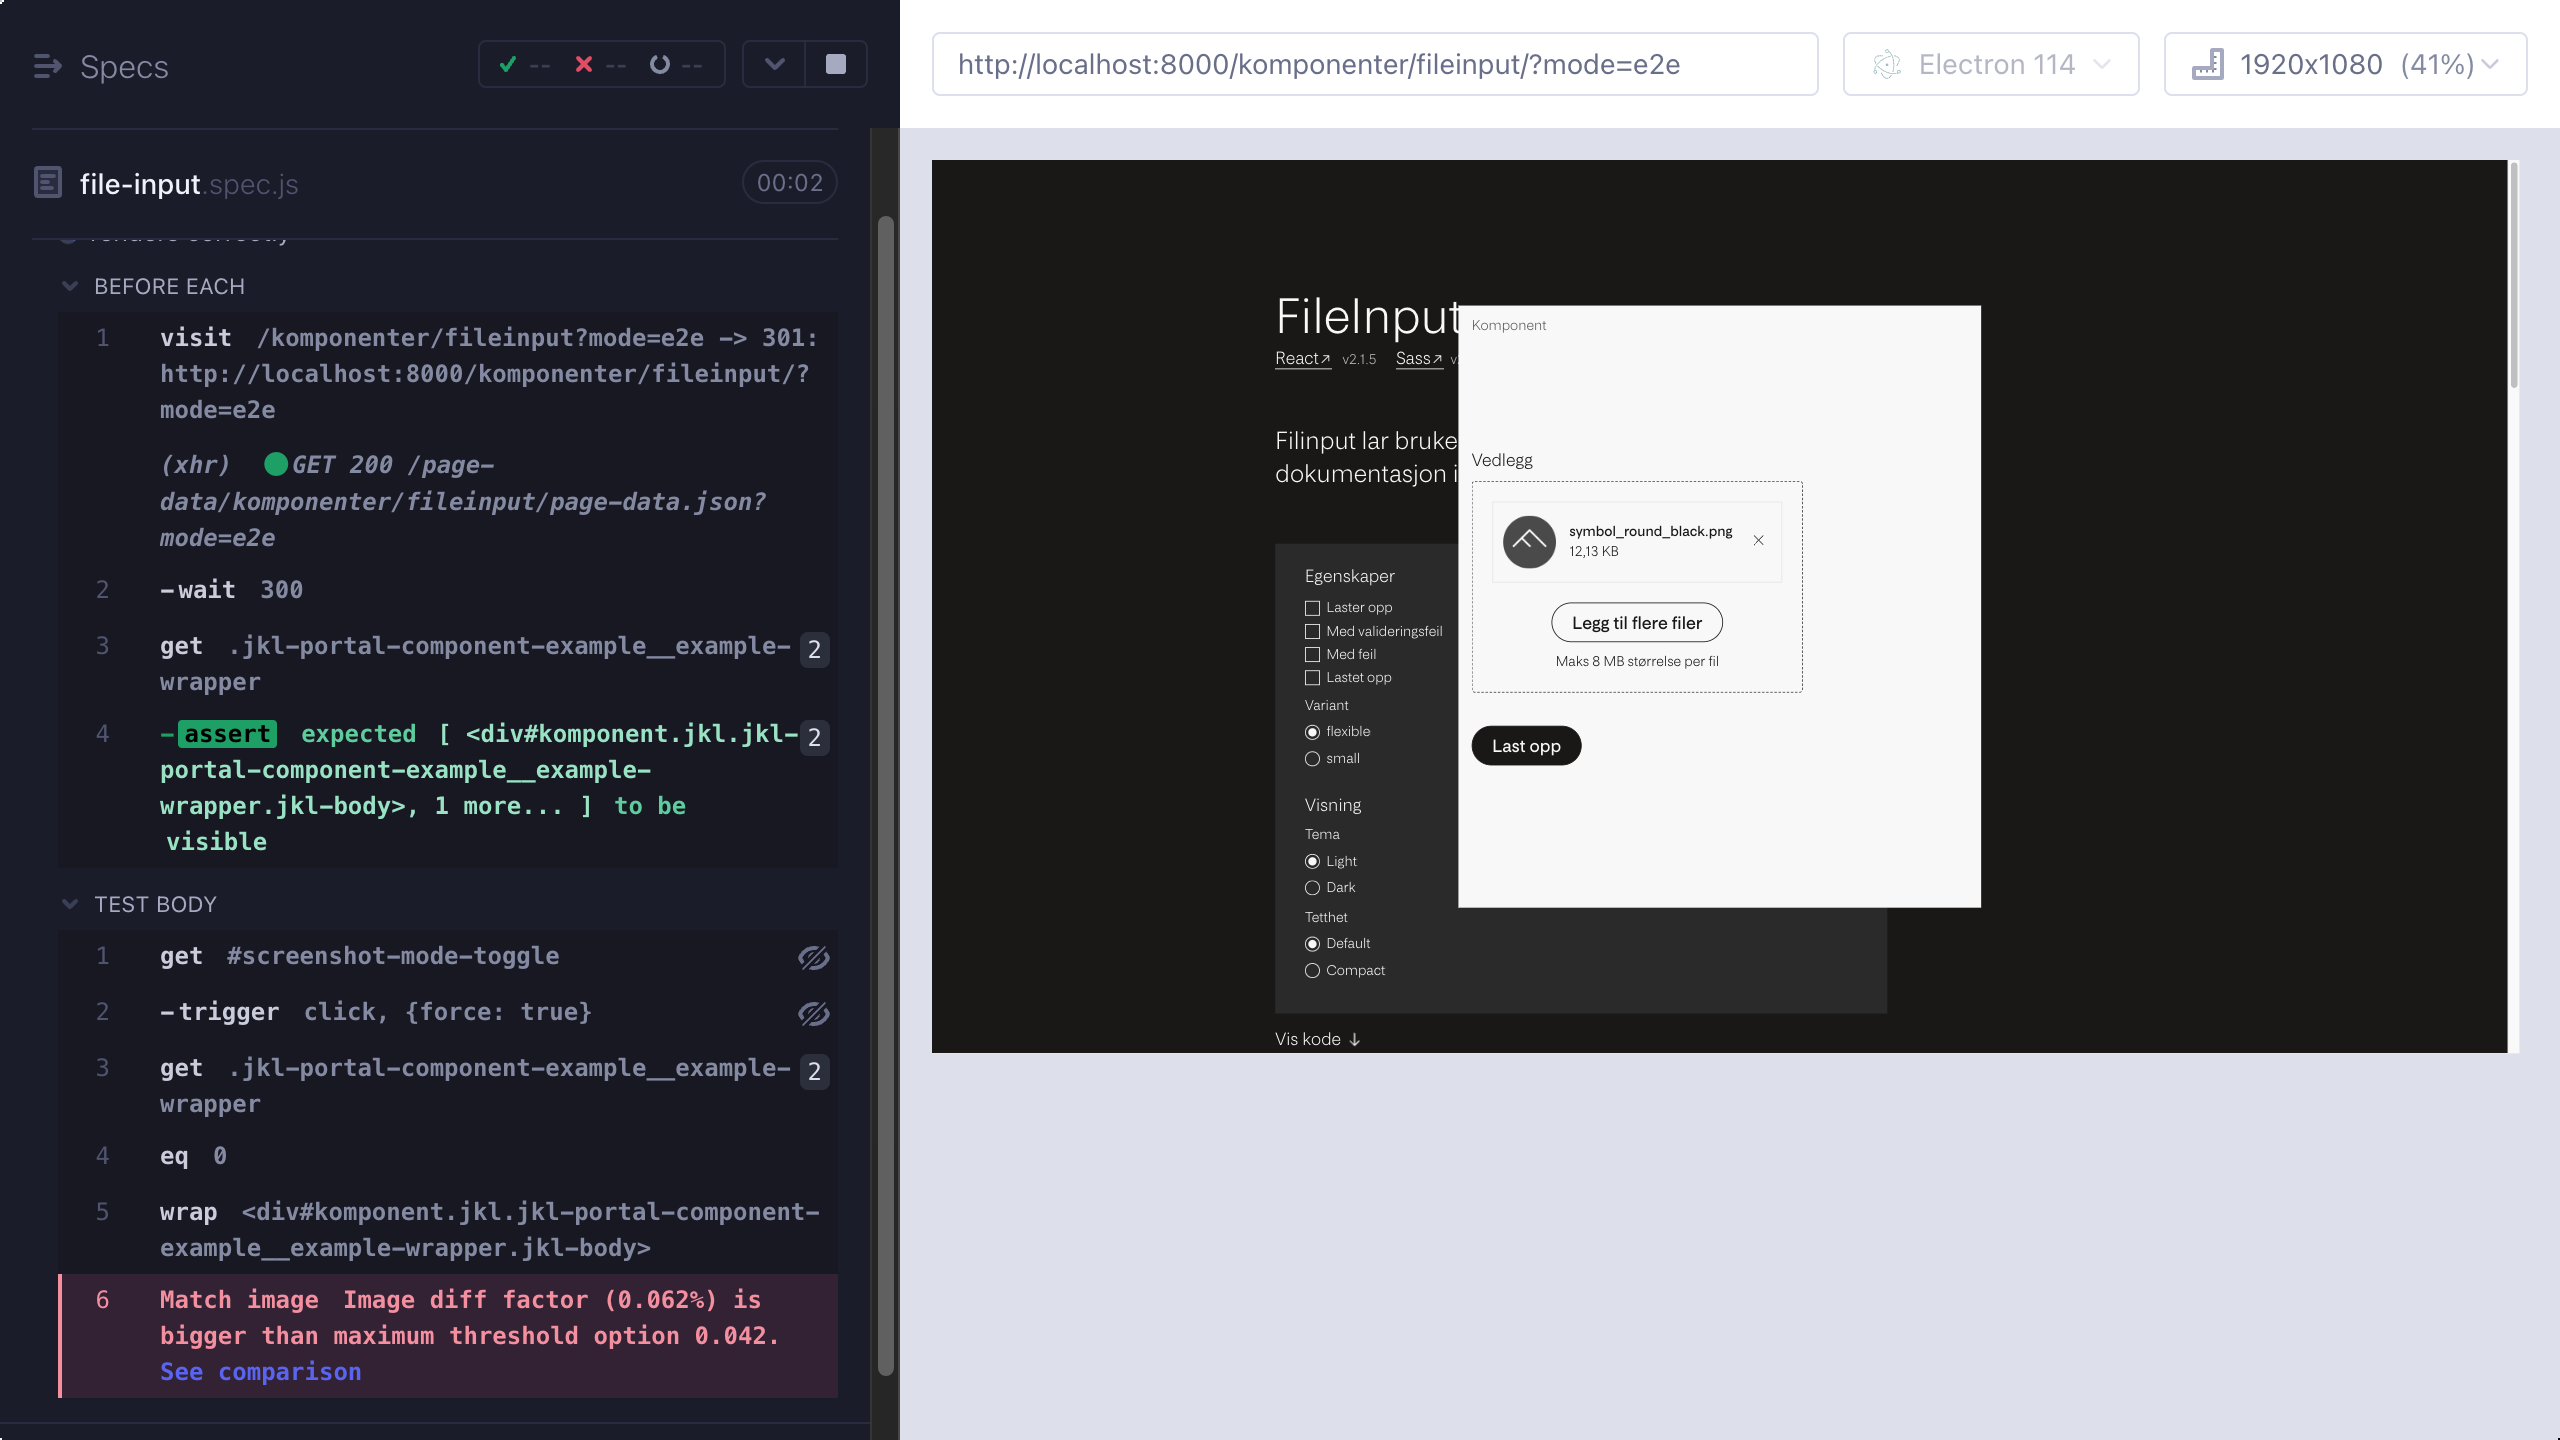 Specs
-- -- --
file-input.spec.js
00:02
BEFORE EACH
1 visit /komponenter/fileinput?mode=e2e -> 301:
http://localhost:8000/komponenter/fileinput/?
mode=e2e
(xhr) GET 200 /page-
data/komponenter/fileinput/page-data.json?
mode=e2e
2 -wait 300
3 get .jkl-portal-component-example__example- 2
wrapper
4 -assert expected [ <div#komponent.jkl.jkl- 2
portal-component-example__example-
wrapper.jkl-body>, 1 more... ] to be
visible
TEST BODY
1 get #screenshot-mode-toggle
2 -trigger click, {force: true}
3 get .jkl-portal-component-example__example- 2
wrapper
4 eq 0
5 wrap <div#komponent.jkl.jkl-portal-component-
example__example-wrapper.jkl-body>
6 Match image Image diff factor (0.062%) is
bigger than maximum threshold option 0.042.
See comparison
http://localhost:8000/komponenter/fileinput/?mode=e2e
Electron 114
1920x1080 (41%)
FileInput
React↗ v2.1.5 Sass↗
Filinput lar bruke
dokumentasjon i
Egenskaper
Laster opp
Med valideringsfeil
Med feil
Lastet opp
Variant
flexible
small
Visning
Tema
Light
Dark
Tetthet
Default
Compact
Vis kode ↓
Komponent
Vedlegg
symbol_round_black.png
12,13 KB
Legg til flere filer
Maks 8 MB størrelse per fil
Last opp